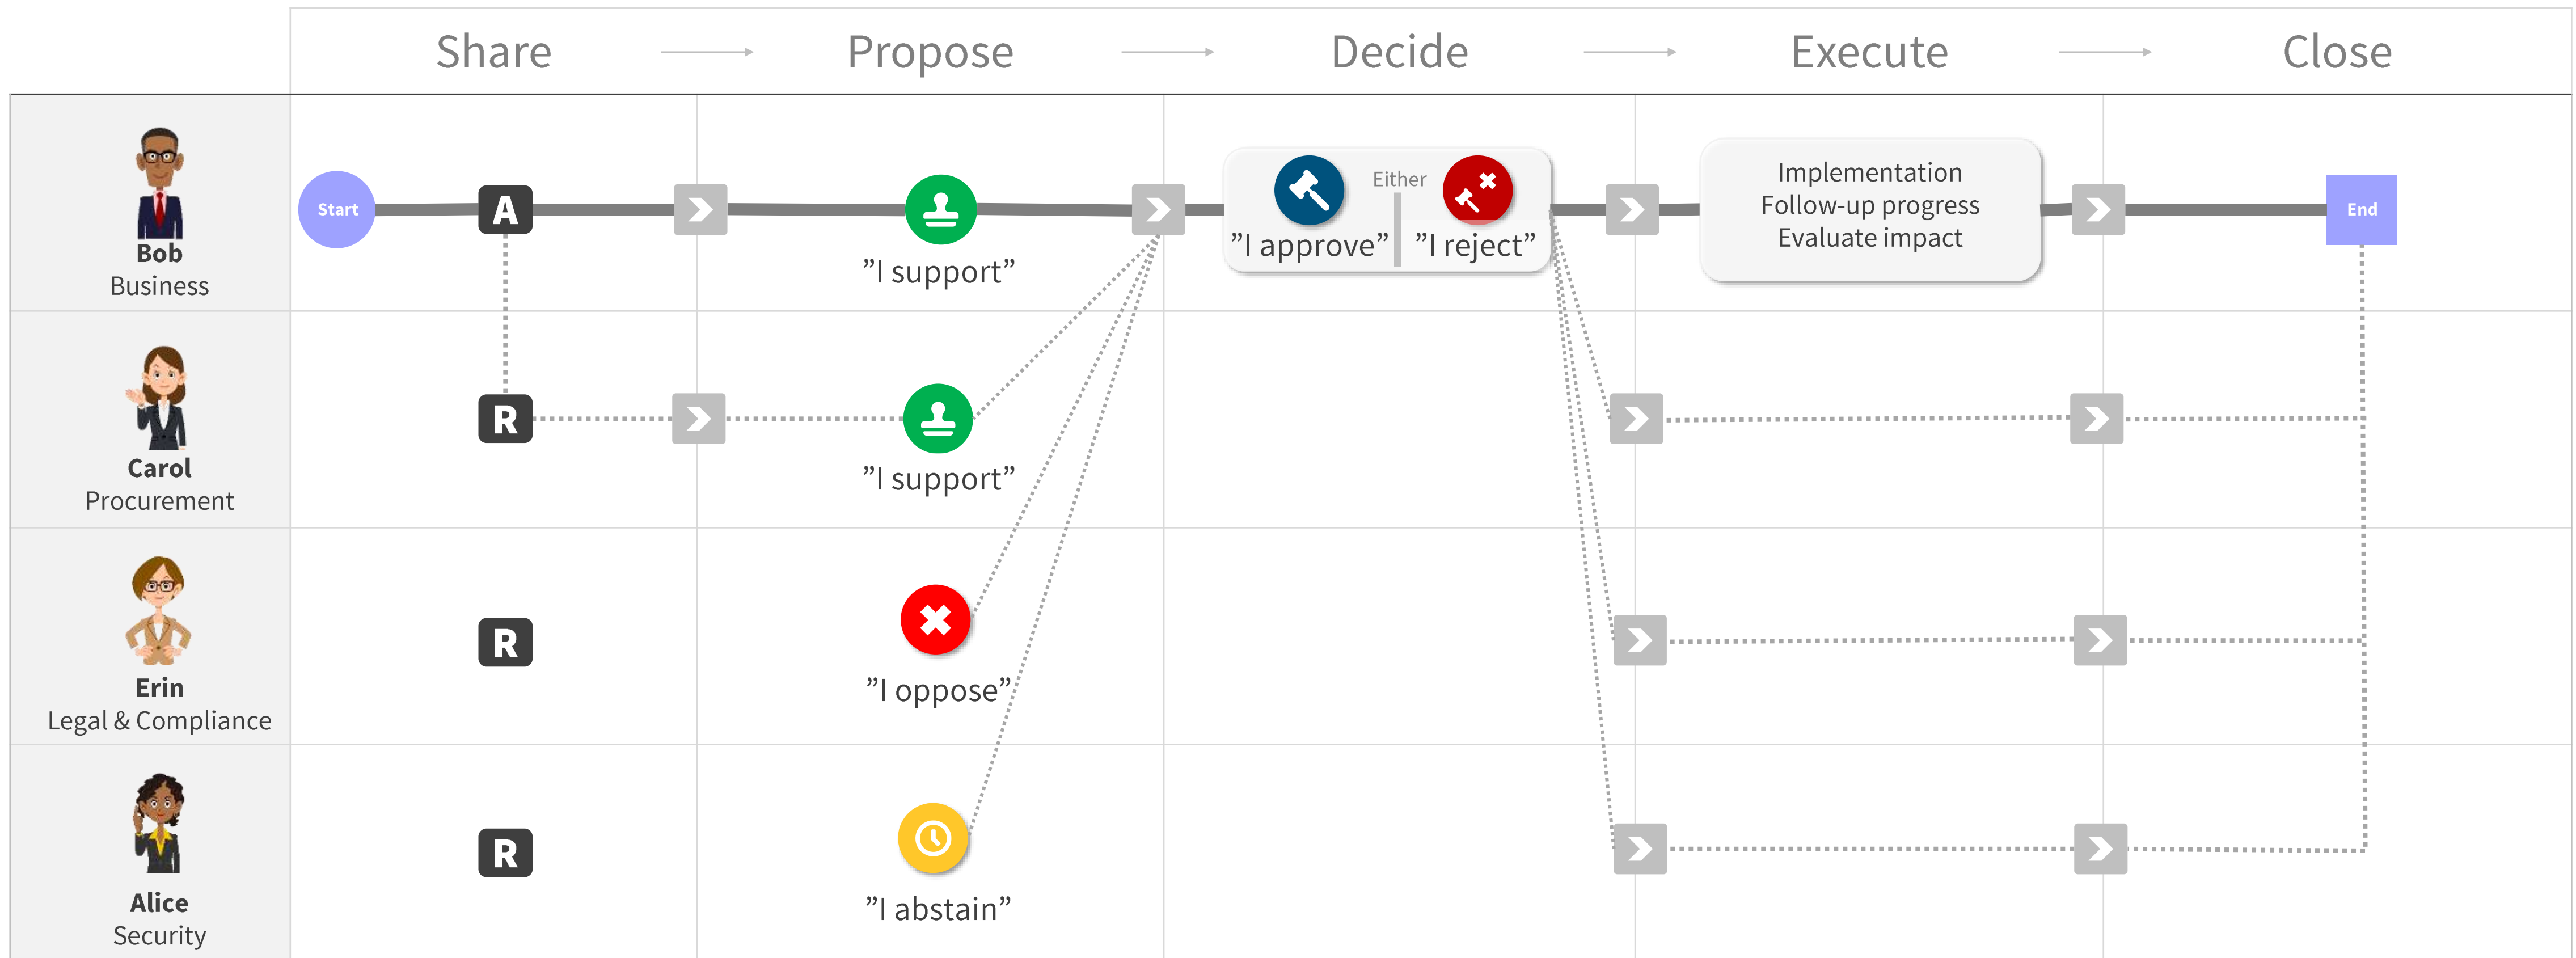 Share
Propose
Decide
Execute
Close
Bob
Business
Start
A
”I support”
Either
”I approve”
”I reject”
Implementation
Follow-up progress
Evaluate impact
End
Carol
Procurement
R
”I support”
Erin
Legal & Compliance
R
”I oppose”
Alice
Security
R
”I abstain”